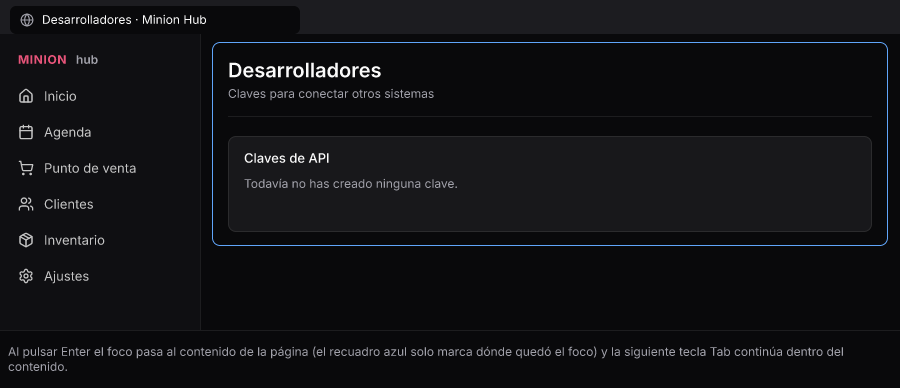 Desarrolladores · Minion Hub
MINION hub
Inicio
Agenda
Punto de venta
Clientes
Inventario
Ajustes
Desarrolladores
Claves para conectar otros sistemas
Claves de API
Todavía no has creado ninguna clave.
Al pulsar Enter el foco pasa al contenido de la página (el recuadro azul solo marca dónde quedó el foco) y la siguiente tecla Tab continúa dentro del
contenido.